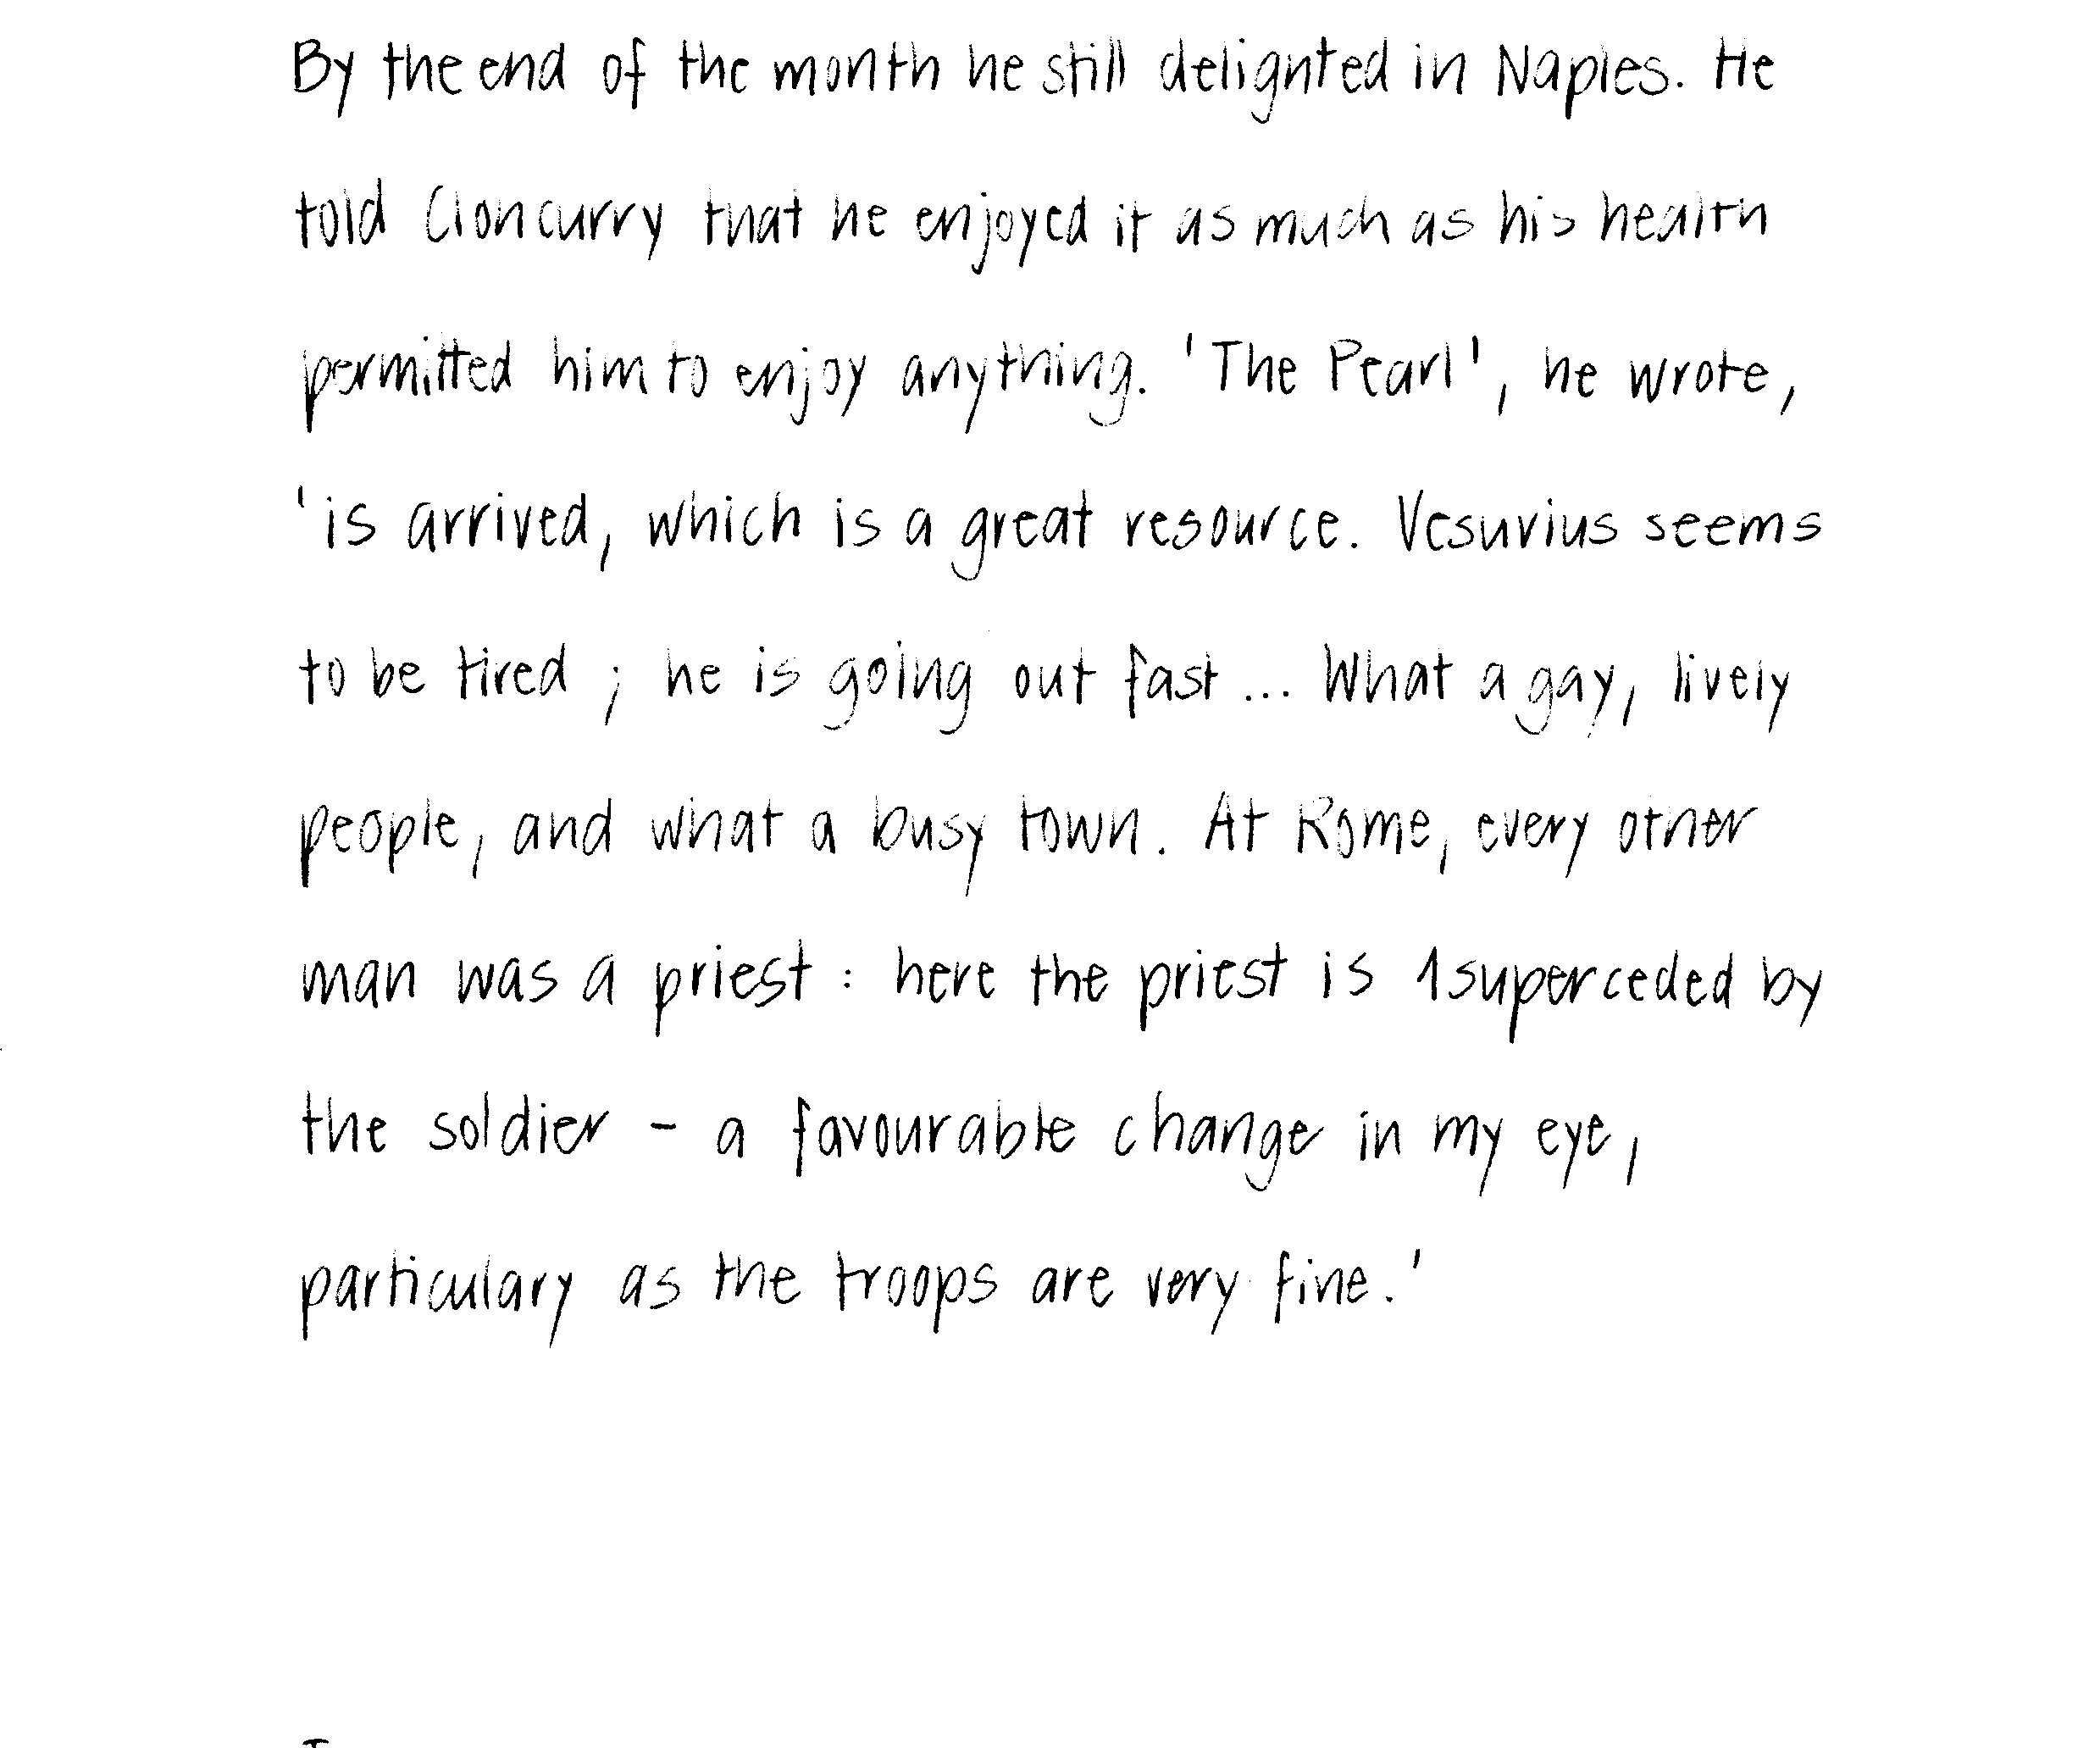 By the end of the month he still delighted in Naples. He
told Cloncurry that he enjoyed it as much as his health
permitted him to enjoy anything. 'The Pearl', he wrote,
'is arrived, which is a great resource. Vesuvius seems
to be tired ; he is going out fast ... What a gay, lively
people, and what a busy town. At Rome, every other
man was a priest : here the priest is 1superceded by
the soldier - a favourable change in my eye,
particulary as the troops are very fine.'